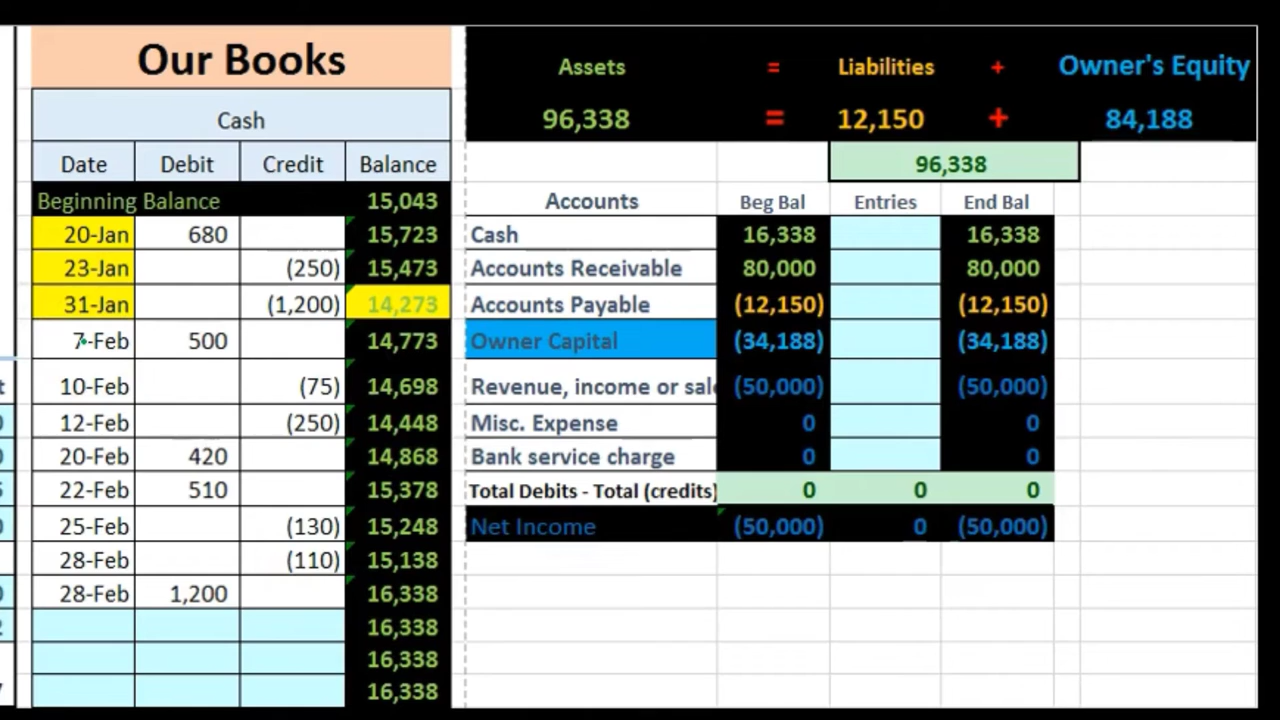 Our Books
Cash
Date Debit Credit Balance
Beginning Balance 15,043
20-Jan 680 15,723
23-Jan (250) 15,473
31-Jan (1,200) 14,273
7-Feb 500 14,773
10-Feb (75) 14,698
12-Feb (250) 14,448
20-Feb 420 14,868
22-Feb 510 15,378
25-Feb (130) 15,248
28-Feb (110) 15,138
28-Feb 1,200 16,338
16,338
16,338
16,338
Assets = Liabilities + Owner's Equity
96,338 = 12,150 + 84,188
96,338
Accounts Beg Bal Entries End Bal
Cash 16,338 16,338
Accounts Receivable 80,000 80,000
Accounts Payable (12,150) (12,150)
Owner Capital (34,188) (34,188)
Revenue, income or sale (50,000) (50,000)
Misc. Expense 0 0
Bank service charge 0 0
Total Debits - Total (credits) 0 0 0
Net Income (50,000) 0 (50,000)